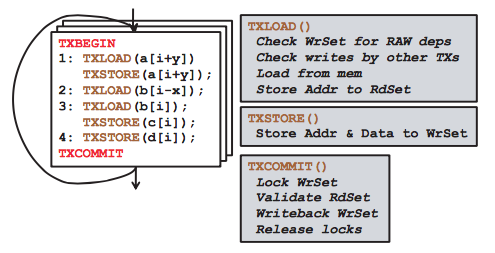 TXBEGIN
1: TXLOAD(a[i+y])
TXSTORE(a[i+y]);
2: TXLOAD(b[i-x]);
3: TXLOAD(b[i]);
TXSTORE(c[i]);
4: TXSTORE(d[i]);
TXCOMMIT
TXLOAD()
Check WrSet for RAW deps
Check writes by other TXs
Load from mem
Store Addr to RdSet
TXSTORE()
Store Addr & Data to WrSet
TXCOMMIT()
Lock WrSet
Validate RdSet
Writeback WrSet
Release locks